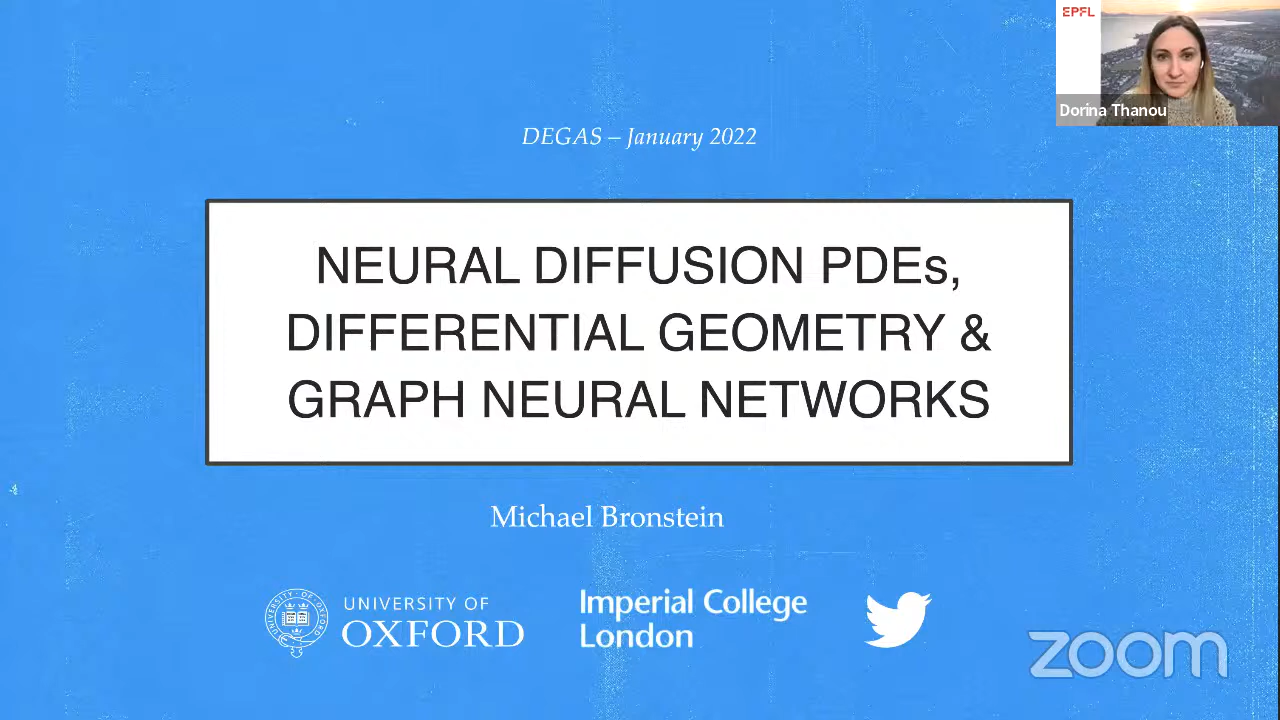 EPFL
Dorina Thanou
DEGAS – January 2022
NEURAL DIFFUSION PDEs,
DIFFERENTIAL GEOMETRY &
GRAPH NEURAL NETWORKS
Michael Bronstein
UNIVERSITY OF
OXFORD
Imperial College
London
zoom